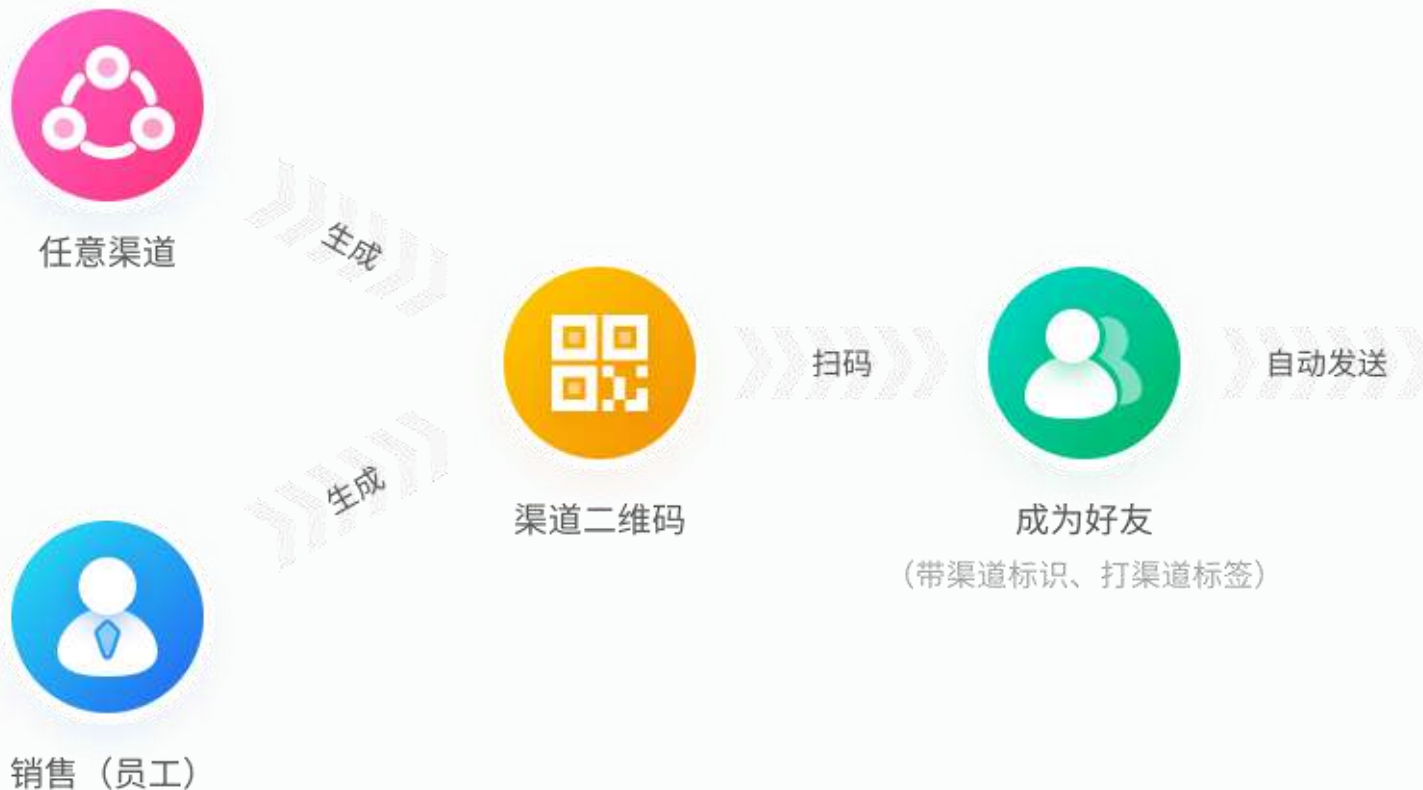 任意渠道
生成
生成
销售（员工）
渠道二维码
扫码
成为好友
（带渠道标识、打渠道标签）
自动发送